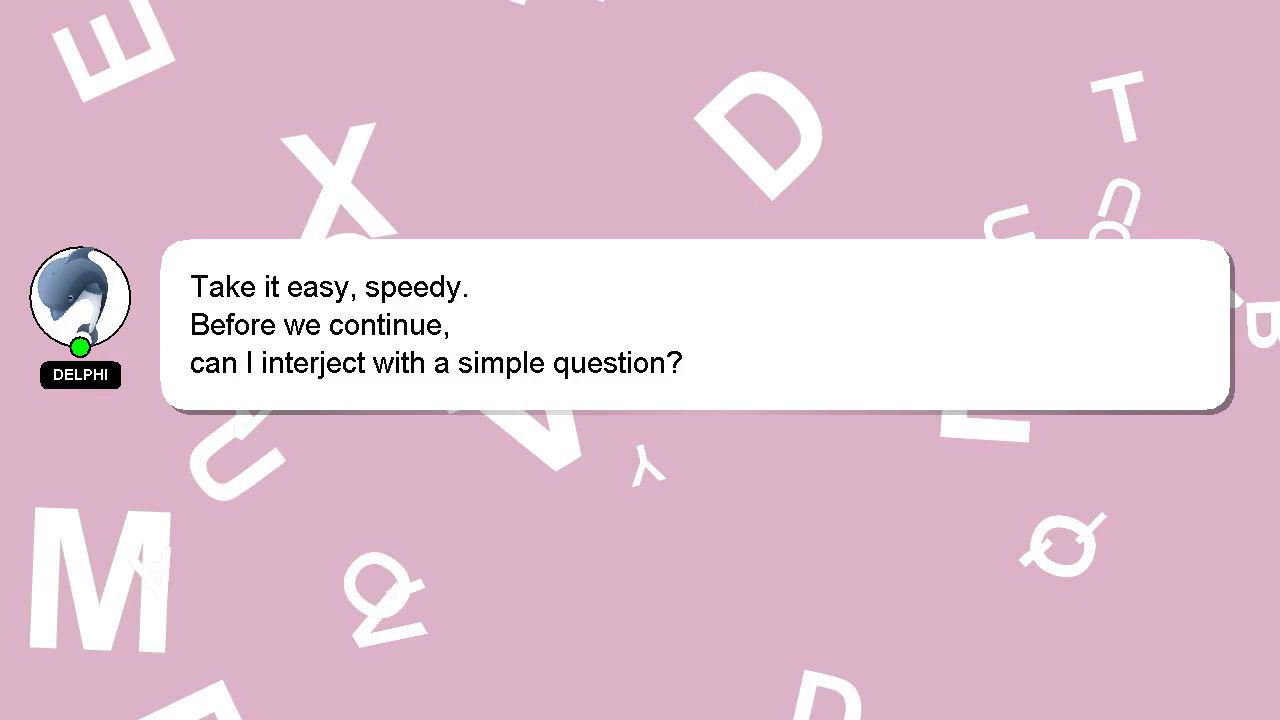 E
X
D
T
U
U
O
B
Take it easy, speedy.
Before we continue,
can I interject with a simple question?
DELPHI
U
A
Y
L
M
Q
Z
Q
D